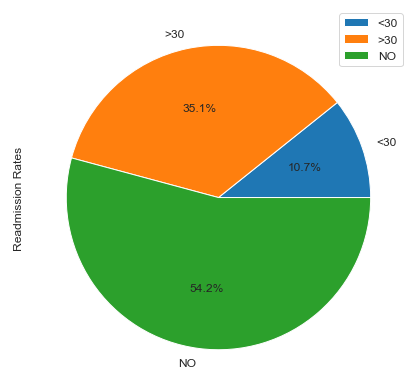 <30
>30
NO
>30
35.1%
<30
10.7%
Readmission Rates
54.2%
NO